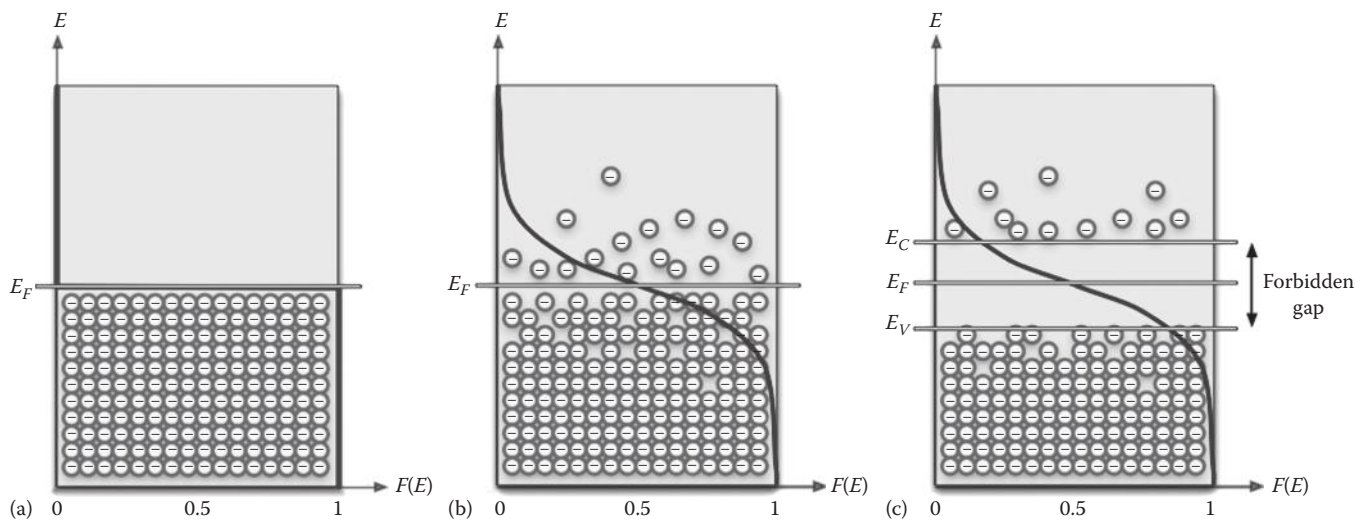 E
E
E
E_C
E_F
E_F
E_F
Forbidden
gap
E_V
(a) 0 0.5 1 F(E)
(b) 0 0.5 1 F(E)
(c) 0 0.5 1 F(E)